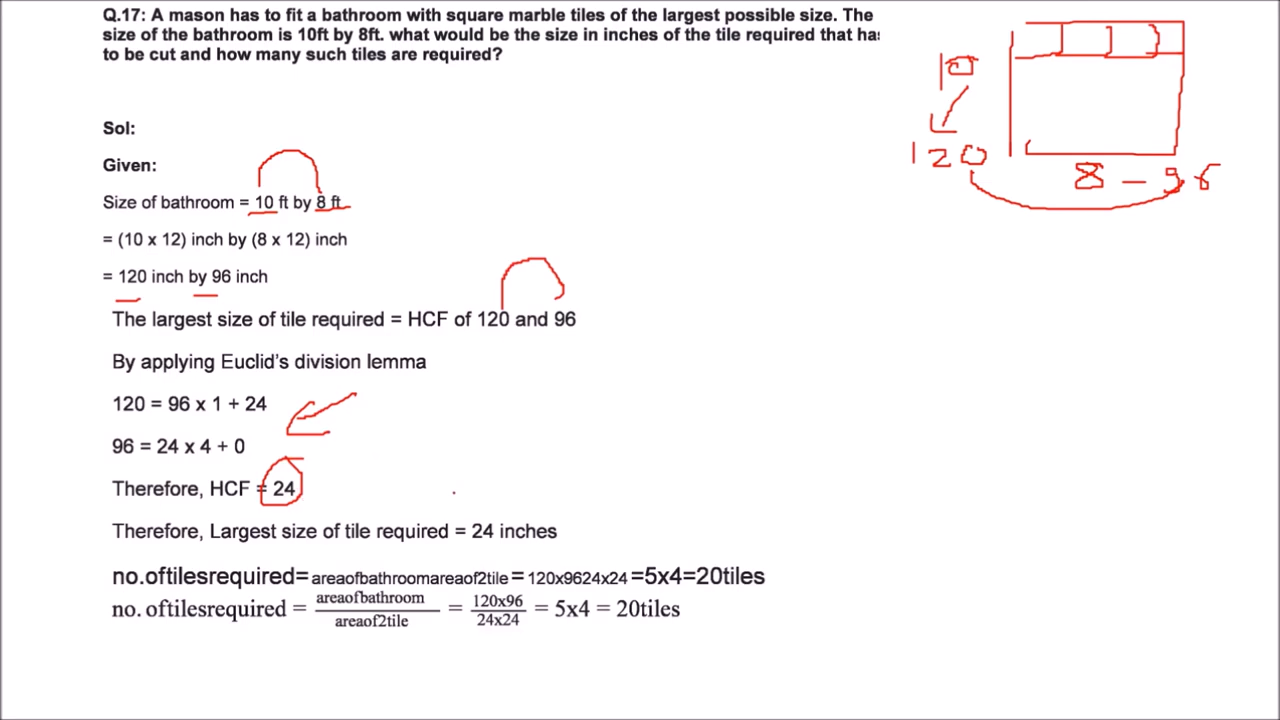 Q.17: A mason has to fit a bathroom with square marble tiles of the largest possible size. The
size of the bathroom is 10ft by 8ft. what would be the size in inches of the tile required that has
to be cut and how many such tiles are required?
Sol:
Given:
Size of bathroom = 10 ft by 8 ft
= (10 x 12) inch by (8 x 12) inch
= 120 inch by 96 inch
The largest size of tile required = HCF of 120 and 96
By applying Euclid’s division lemma
120 = 96 x 1 + 24
96 = 24 x 4 + 0
Therefore, HCF = 24
Therefore, Largest size of tile required = 24 inches
no.oftilesrequired=areaofbathroomareaof2tile=120x9624x24=5x4=20tiles
no. oftilesrequired = areaofbathroom/areaof2tile = 120x96/24x24 = 5x4 = 20tiles
10
120
8 – 96